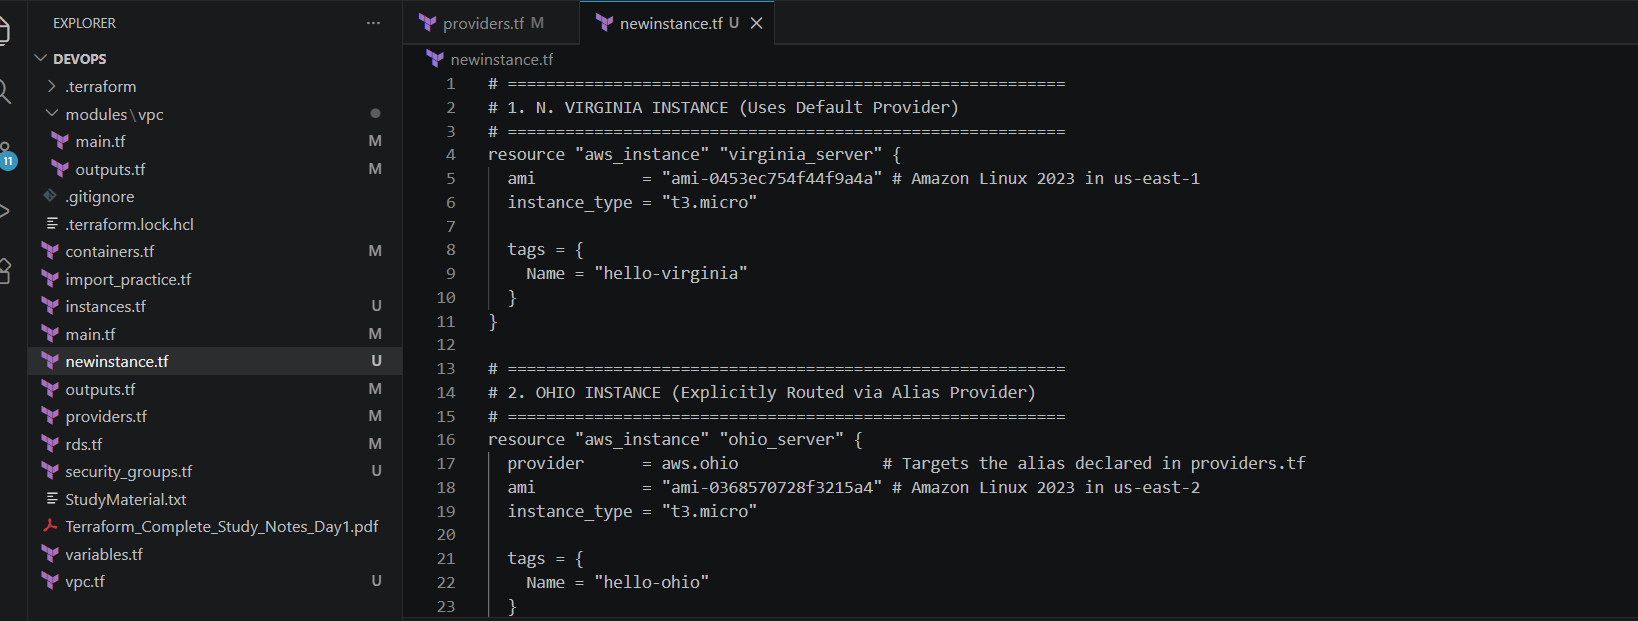 EXPLORER
DEVOPS
.terraform
modules\vpc
main.tf M
outputs.tf M
.gitignore
.terraform.lock.hcl
containers.tf M
import_practice.tf
instances.tf U
main.tf M
newinstance.tf U
outputs.tf M
providers.tf M
rds.tf M
security_groups.tf U
StudyMaterial.txt
Terraform_Complete_Study_Notes_Day1.pdf
variables.tf
vpc.tf U
11
providers.tf M
newinstance.tf U
newinstance.tf
1 # ==========================================================
2 # 1. N. VIRGINIA INSTANCE (Uses Default Provider)
3 # ==========================================================
4 resource "aws_instance" "virginia_server" {
5   ami           = "ami-0453ec754f44f9a4a" # Amazon Linux 2023 in us-east-1
6   instance_type = "t3.micro"
7
8   tags = {
9     Name = "hello-virginia"
10   }
11 }
12
13 # ==========================================================
14 # 2. OHIO INSTANCE (Explicitly Routed via Alias Provider)
15 # ==========================================================
16 resource "aws_instance" "ohio_server" {
17   provider      = aws.ohio               # Targets the alias declared in providers.tf
18   ami           = "ami-0368570728f3215a4" # Amazon Linux 2023 in us-east-2
19   instance_type = "t3.micro"
20
21   tags = {
22     Name = "hello-ohio"
23   }